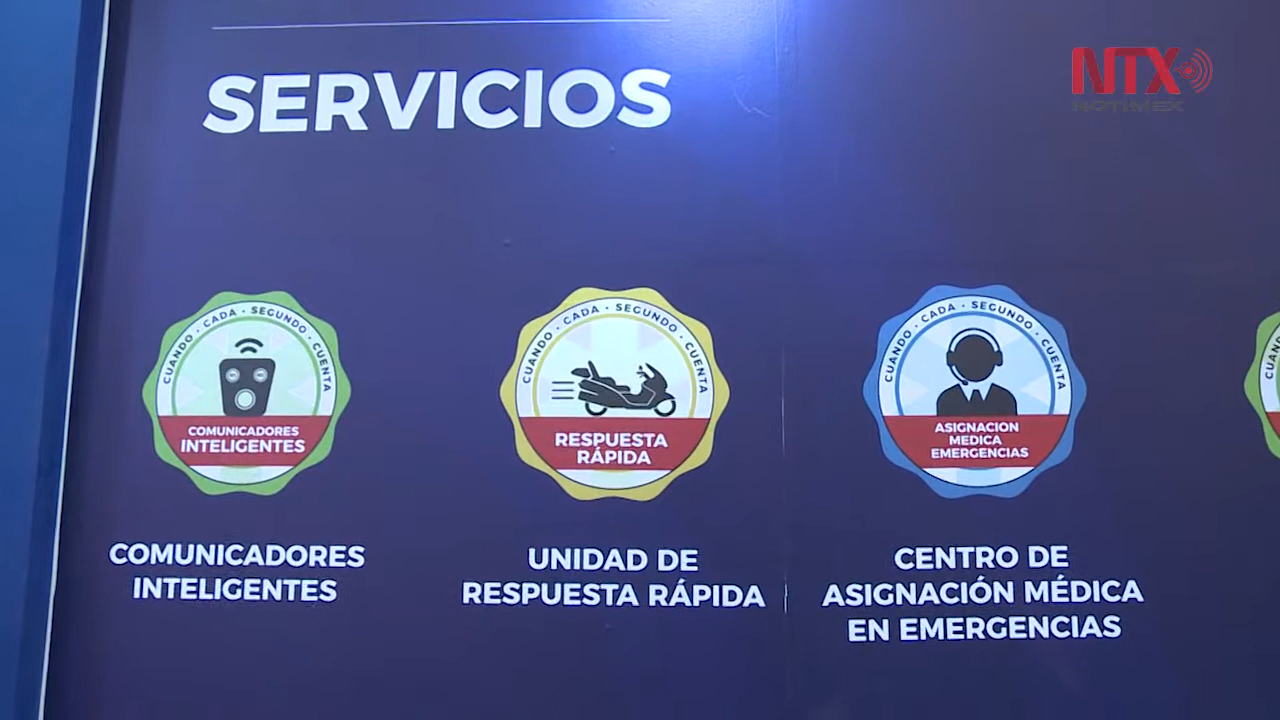 SERVICIOS
NTX
NOTIMEX
CUANDO · CADA · SEGUNDO · CUENTA
COMUNICADORES
INTELIGENTES
CUANDO · CADA · SEGUNDO · CUENTA
RESPUESTA
RÁPIDA
CUANDO · CADA · SEGUNDO · CUENTA
ASIGNACION
MEDICA
EMERGENCIAS
COMUNICADORES
INTELIGENTES
UNIDAD DE
RESPUESTA RÁPIDA
CENTRO DE
ASIGNACIÓN MÉDICA
EN EMERGENCIAS